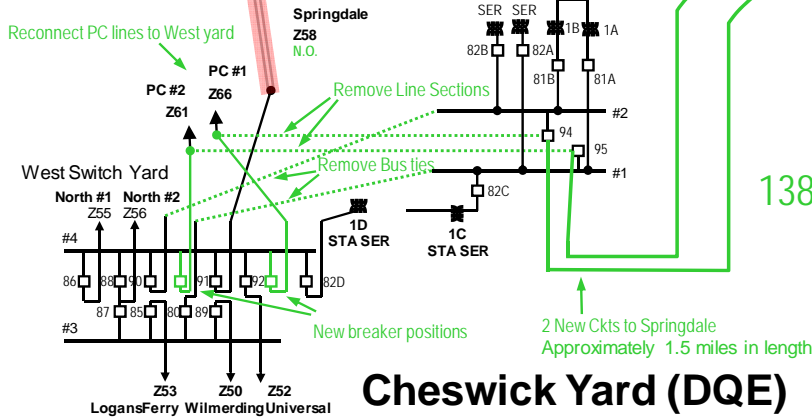 Springdale
Z58
N.O.
SER SER
1B 1A
82B 82A
81B 81A
Reconnect PC lines to West yard
PC #1
Z66
PC #2
Z61
Remove Line Sections
#2
94
95
#1
Remove Bus ties
82C
138
West Switch Yard
North #1 North #2
Z55 Z56
1D
STA SER
1C
STA SER
#4
86 88 90 91 92 82D
87 85 80 89
#3
New breaker positions
2 New Ckts to Springdale
Approximately 1.5 miles in length
Z53 Z50 Z52
LogansFerry Wilmerding Universal
Cheswick Yard (DQE)